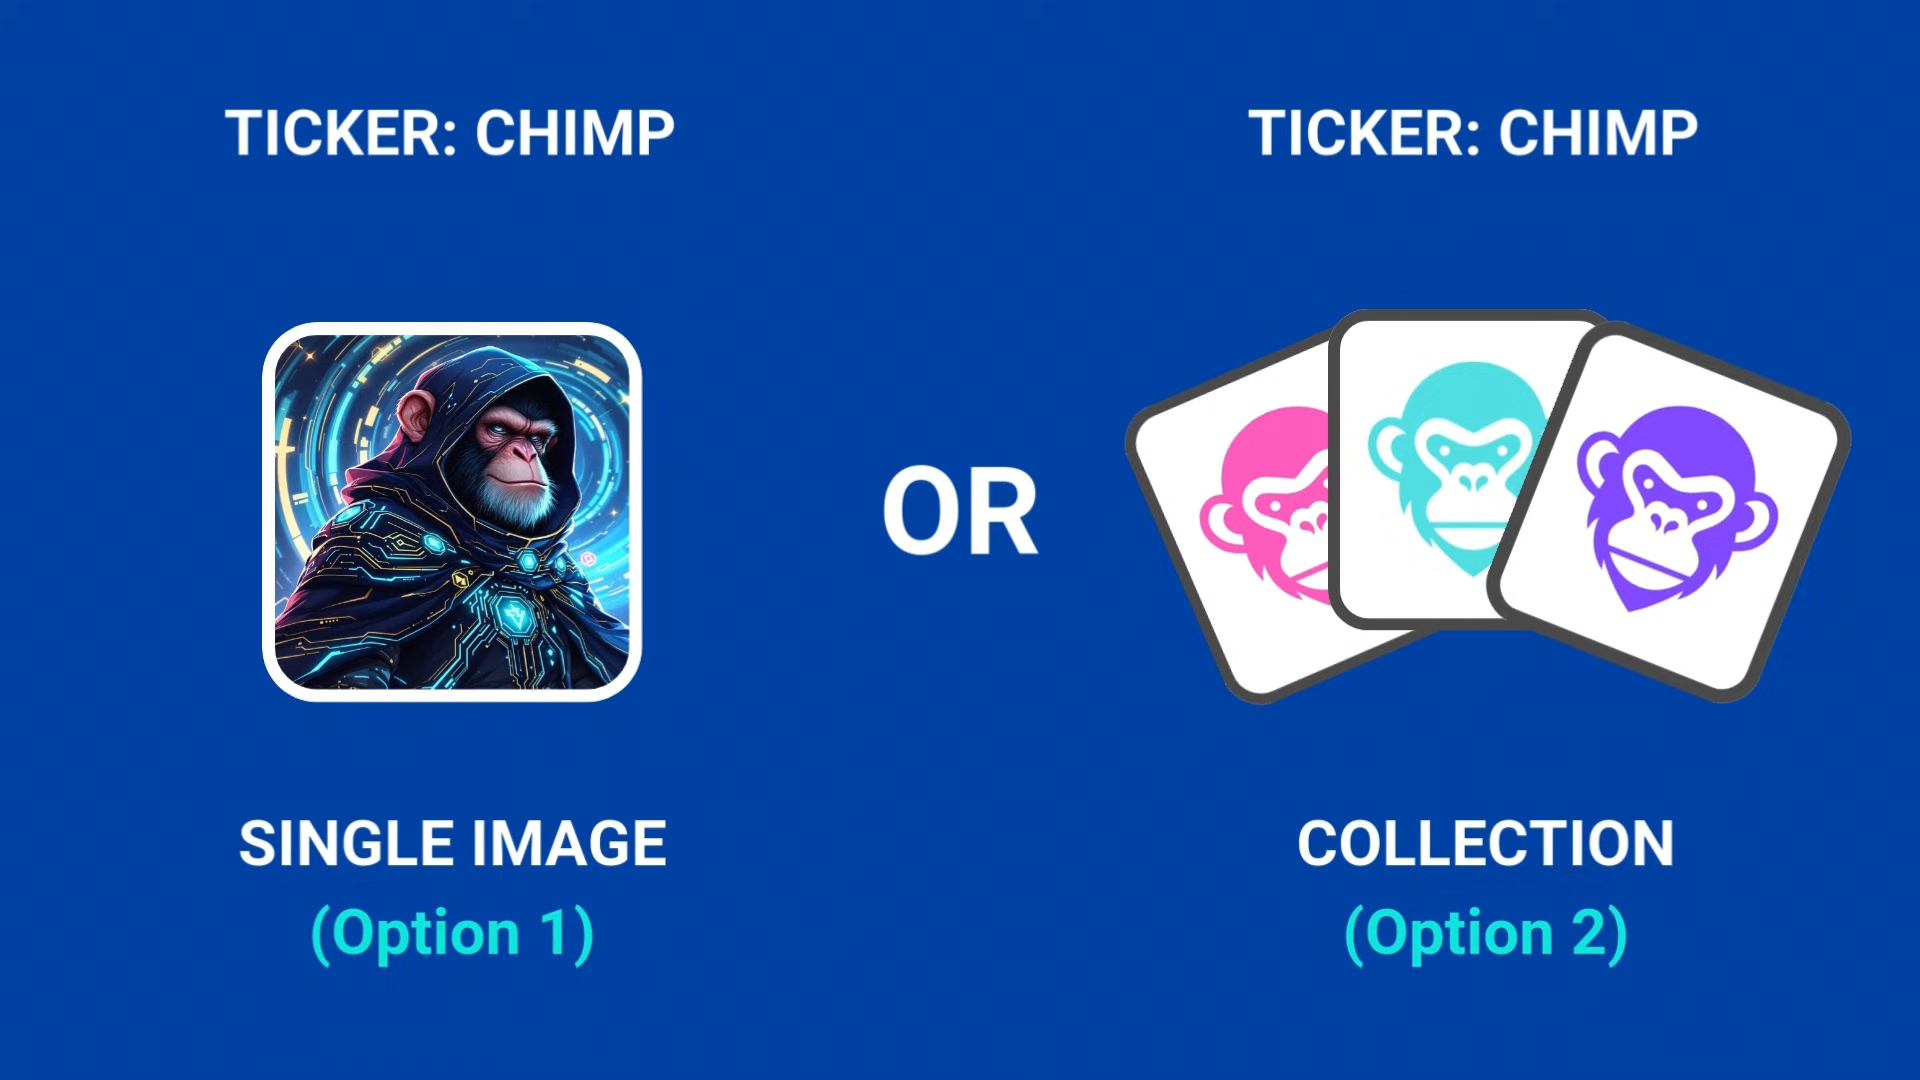 TICKER: CHIMP
SINGLE IMAGE
(Option 1)
OR
TICKER: CHIMP
COLLECTION
(Option 2)